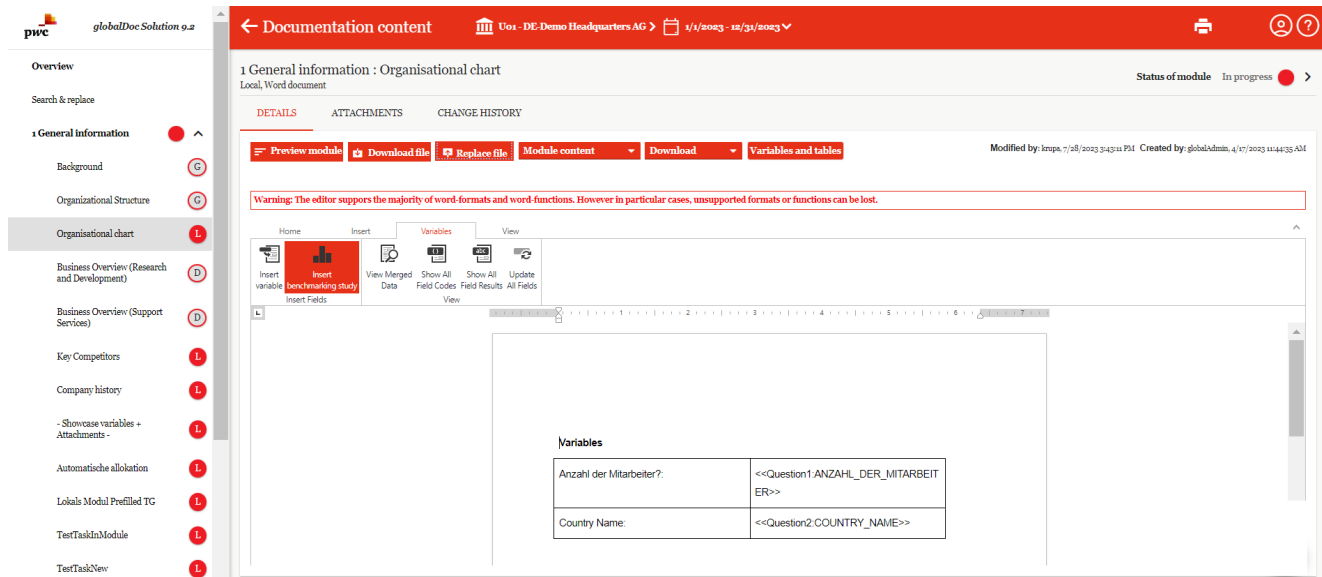 pwc
globalDoc Solution 9.2
Overview
Search & replace
1 General information
Background
G
Organizational Structure
G
Organisational chart
L
Business Overview (Research
and Development)
D
Business Overview (Support
Services)
D
Key Competitors
L
Company history
L
- Showcase variables +
Attachments -
L
Automatische allokation
L
Lokals Modul Prefilled TG
L
TestTaskInModule
L
TestTaskNew
L
Documentation content
U01 - DE-Demo Headquarters AG
1/1/2023 - 12/31/2023
?
1 General information : Organisational chart
Local, Word document
Status of module In progress
DETAILS ATTACHMENTS CHANGE HISTORY
Preview module Download file Replace file Module content Download Variables and tables
Modified by: krupa, 7/28/2023 3:43:11 PM Created by: globalAdmin, 4/17/2023 11:44:35 AM
Warning: The editor suppors the majority of word-formats and word-functions. However in particular cases, unsupported formats or functions can be lost.
Home Insert Variables View
Insert
variable
Insert
benchmarking study
View Merged
Data
Show All
Field Codes
Show All
Field Results
Update
All Fields
Insert Fields View
L
1 2 3 4 5 6 7
Variables
Anzahl der Mitarbeiter?:
<<Question1:ANZAHL_DER_MITARBEIT
ER>>
Country Name:
<<Question2:COUNTRY_NAME>>